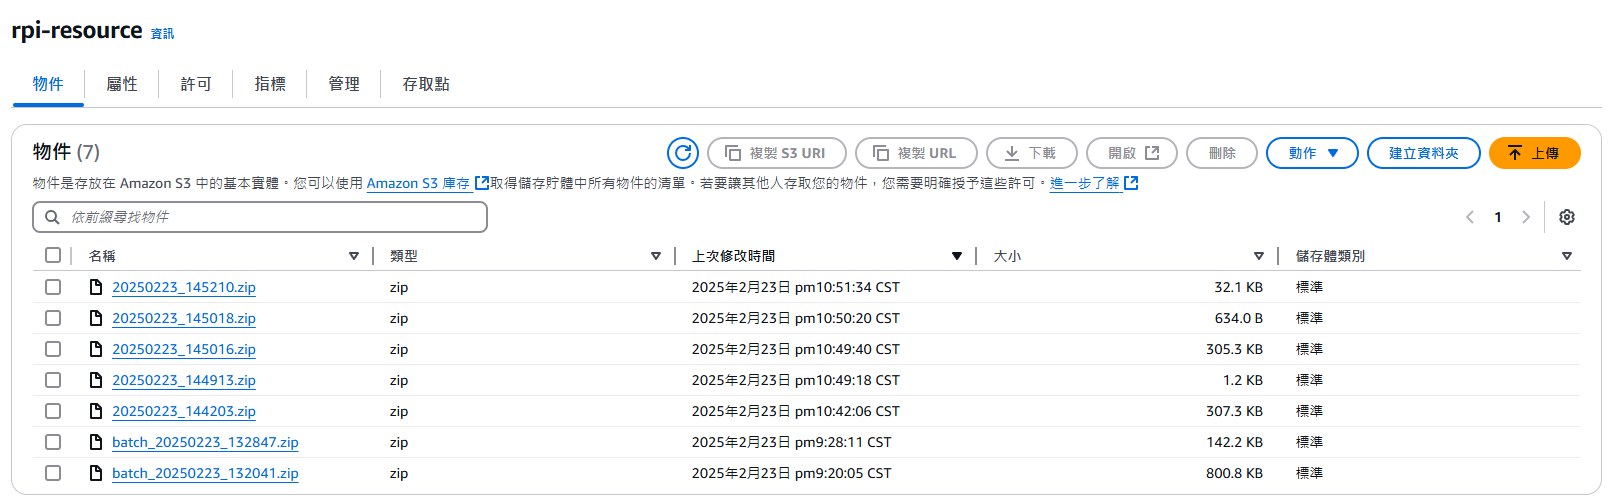 rpi-resource 資訊
物件 屬性 許可 指標 管理 存取點
物件 (7) 複製 S3 URI 複製 URL 下載 開啟 刪除 動作 建立資料夾 上傳
物件是存放在 Amazon S3 中的基本實體。您可以使用 Amazon S3 庫存 取得儲存貯體中所有物件的清單。若要讓其他人存取您的物件，您需要明確授予這些許可。進一步了解
依前綴尋找物件 1
名稱 類型 上次修改時間 大小 儲存體類別
20250223_145210.zip zip 2025年2月23日 pm10:51:34 CST 32.1 KB 標準
20250223_145018.zip zip 2025年2月23日 pm10:50:20 CST 634.0 B 標準
20250223_145016.zip zip 2025年2月23日 pm10:49:40 CST 305.3 KB 標準
20250223_144913.zip zip 2025年2月23日 pm10:49:18 CST 1.2 KB 標準
20250223_144203.zip zip 2025年2月23日 pm10:42:06 CST 307.3 KB 標準
batch_20250223_132847.zip zip 2025年2月23日 pm9:28:11 CST 142.2 KB 標準
batch_20250223_132041.zip zip 2025年2月23日 pm9:20:05 CST 800.8 KB 標準